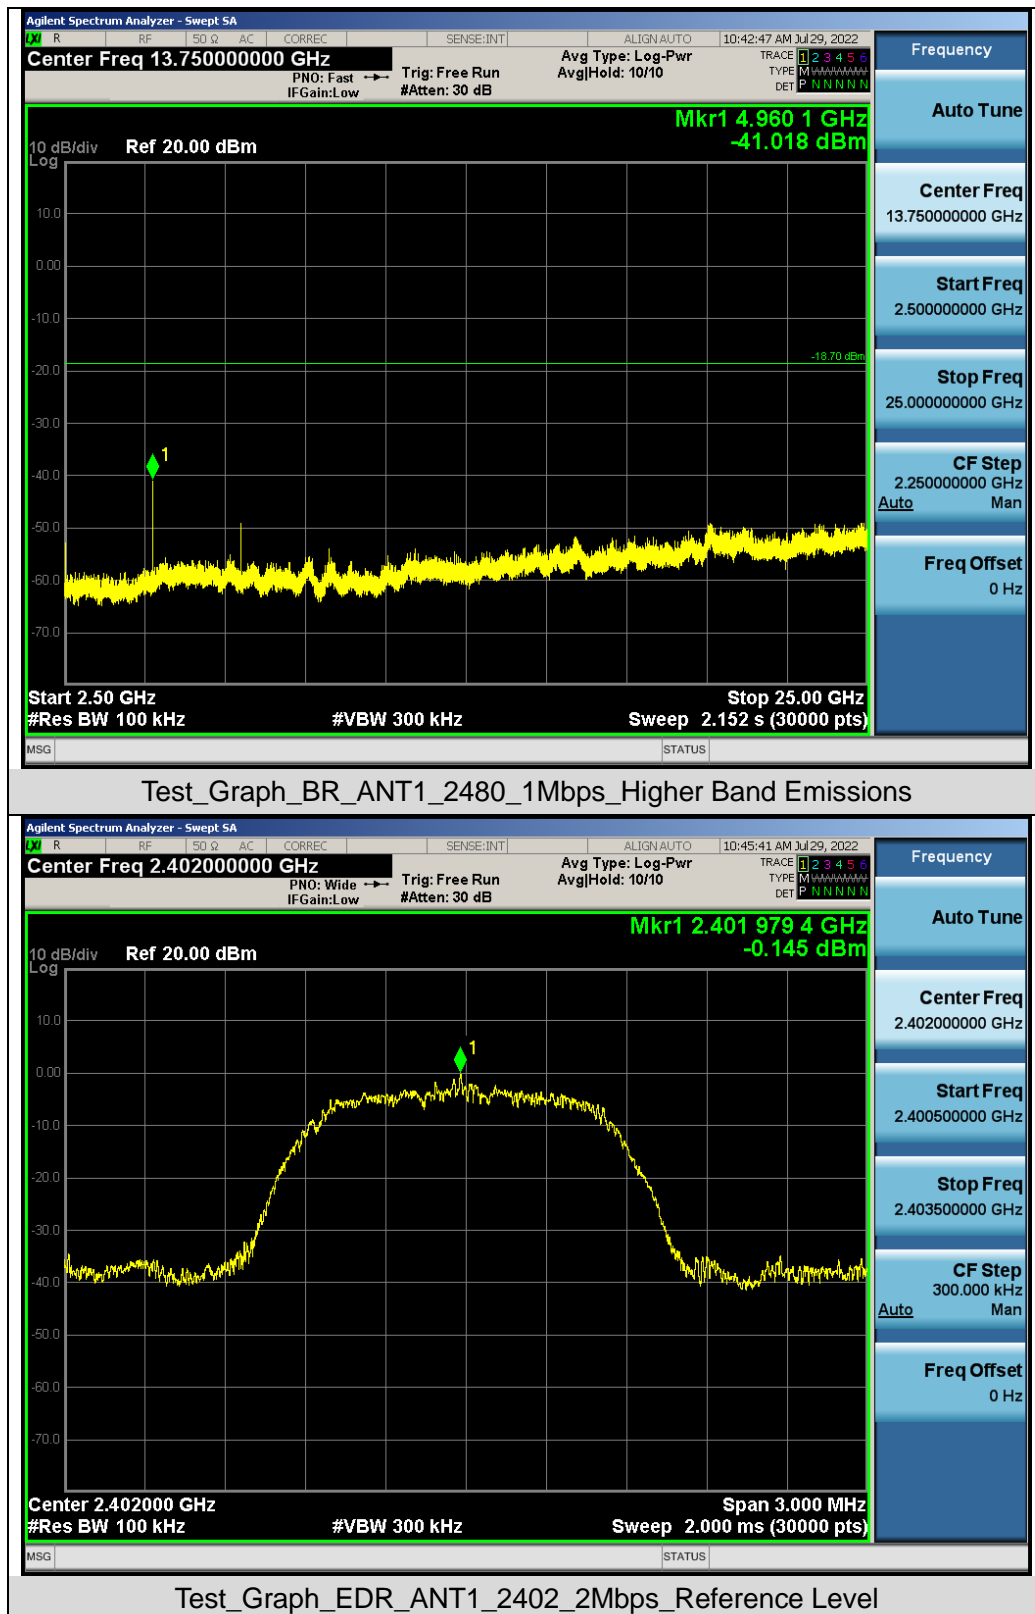 Agilent Spectrum Analyzer - Swept SA
LXI R RF 50 Ω AC CORREC SENSE:INT ALIGN AUTO 10:42:47 AM Jul 29, 2022
Center Freq 13.750000000 GHz
PNO: Fast
IFGain:Low
Trig: Free Run
#Atten: 30 dB
Avg Type: Log-Pwr
Avg|Hold: 10/10
TRACE 1 2 3 4 5 6
TYPE M WWWWW
DET P N N N N N
Mkr1 4.960 1 GHz
-41.018 dBm
10 dB/div Ref 20.00 dBm
Log
10.0
0.00
-10.0
-18.70 dBm
-20.0
-30.0
1
-40.0
-50.0
-60.0
-70.0
Start 2.50 GHz Stop 25.00 GHz
#Res BW 100 kHz #VBW 300 kHz Sweep 2.152 s (30000 pts)
MSG STATUS
Frequency
Auto Tune
Center Freq
13.750000000 GHz
Start Freq
2.500000000 GHz
Stop Freq
25.000000000 GHz
CF Step
2.250000000 GHz
Auto Man
Freq Offset
0 Hz
Test_Graph_BR_ANT1_2480_1Mbps_Higher Band Emissions
Agilent Spectrum Analyzer - Swept SA
LXI R RF 50 Ω AC CORREC SENSE:INT ALIGN AUTO 10:45:41 AM Jul 29, 2022
Center Freq 2.402000000 GHz
PNO: Wide
IFGain:Low
Trig: Free Run
#Atten: 30 dB
Avg Type: Log-Pwr
Avg|Hold: 10/10
TRACE 1 2 3 4 5 6
TYPE M WWWWW
DET P N N N N N
Mkr1 2.401 979 4 GHz
-0.145 dBm
10 dB/div Ref 20.00 dBm
Log
10.0
1
0.00
-10.0
-20.0
-30.0
-40.0
-50.0
-60.0
-70.0
Center 2.402000 GHz Span 3.000 MHz
#Res BW 100 kHz #VBW 300 kHz Sweep 2.000 ms (30000 pts)
MSG STATUS
Frequency
Auto Tune
Center Freq
2.402000000 GHz
Start Freq
2.400500000 GHz
Stop Freq
2.403500000 GHz
CF Step
300.000 kHz
Auto Man
Freq Offset
0 Hz
Test_Graph_EDR_ANT1_2402_2Mbps_Reference Level